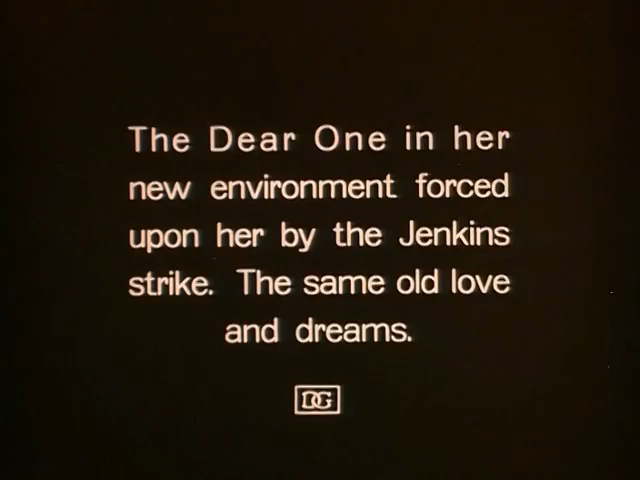 The Dear One in her
new environment forced
upon her by the Jenkins
strike. The same old love
and dreams.
DG